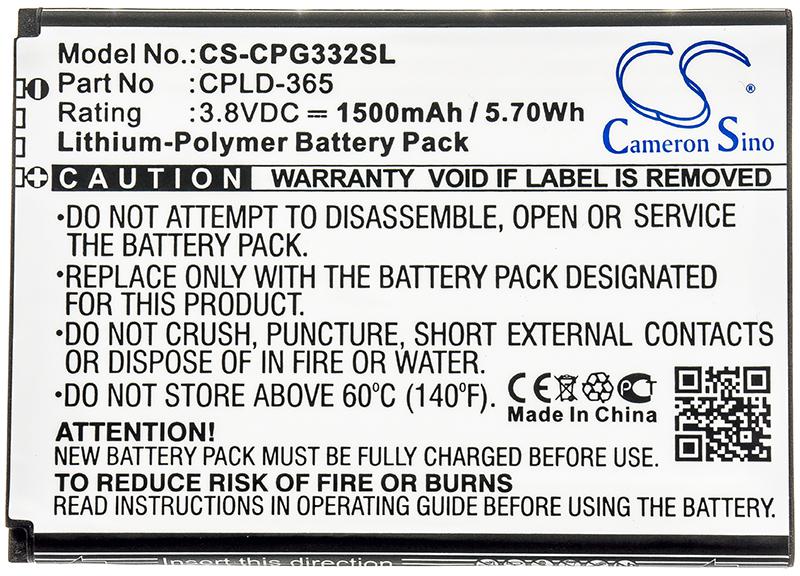 Model No.: CS-CPG332SL
Part No : CPLD-365
Rating : 3.8VDC ⎓ 1500mAh / 5.70Wh
Lithium-Polymer Battery Pack
CS
Cameron Sino
CAUTION WARRANTY VOID IF LABEL IS REMOVED
•DO NOT ATTEMPT TO DISASSEMBLE, OPEN OR SERVICE
THE BATTERY PACK.
•REPLACE ONLY WITH THE BATTERY PACK DESIGNATED
FOR THIS PRODUCT.
•DO NOT CRUSH, PUNCTURE, SHORT EXTERNAL CONTACTS
OR DISPOSE OF IN FIRE OR WATER.
•DO NOT STORE ABOVE 60°C (140°F).
CE PCT
Made In China
ATTENTION!
NEW BATTERY PACK MUST BE FULLY CHARGED BEFORE USE.
TO REDUCE RISK OF FIRE OR BURNS
READ INSTRUCTIONS IN OPERATING YOUR DEVICE BEFORE USING THE BATTERY.